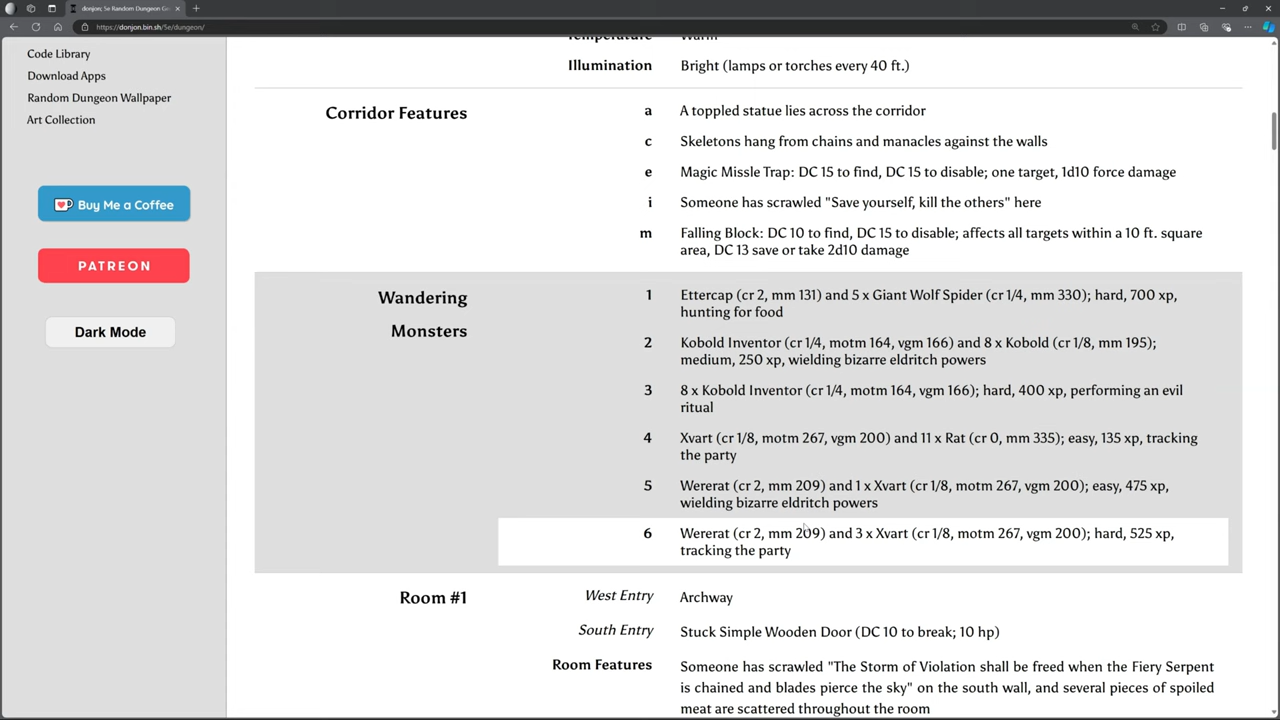 donjon; 5e Random Dungeon Ge
https://donjon.bin.sh/5e/dungeon/
Code Library
Download Apps
Random Dungeon Wallpaper
Art Collection
Buy Me a Coffee
PATREON
Dark Mode
Temperature Warm
Illumination Bright (lamps or torches every 40 ft.)
Corridor Features
a A toppled statue lies across the corridor
c Skeletons hang from chains and manacles against the walls
e Magic Missle Trap: DC 15 to find, DC 15 to disable; one target, 1d10 force damage
i Someone has scrawled "Save yourself, kill the others" here
m Falling Block: DC 10 to find, DC 15 to disable; affects all targets within a 10 ft. square
area, DC 13 save or take 2d10 damage
Wandering
Monsters
1 Ettercap (cr 2, mm 131) and 5 x Giant Wolf Spider (cr 1/4, mm 330); hard, 700 xp,
hunting for food
2 Kobold Inventor (cr 1/4, motm 164, vgm 166) and 8 x Kobold (cr 1/8, mm 195);
medium, 250 xp, wielding bizarre eldritch powers
3 8 x Kobold Inventor (cr 1/4, motm 164, vgm 166); hard, 400 xp, performing an evil
ritual
4 Xvart (cr 1/8, motm 267, vgm 200) and 11 x Rat (cr 0, mm 335); easy, 135 xp, tracking
the party
5 Wererat (cr 2, mm 209) and 1 x Xvart (cr 1/8, motm 267, vgm 200); easy, 475 xp,
wielding bizarre eldritch powers
6 Wererat (cr 2, mm 209) and 3 x Xvart (cr 1/8, motm 267, vgm 200); hard, 525 xp,
tracking the party
Room #1
West Entry Archway
South Entry Stuck Simple Wooden Door (DC 10 to break; 10 hp)
Room Features Someone has scrawled "The Storm of Violation shall be freed when the Fiery Serpent
is chained and blades pierce the sky" on the south wall, and several pieces of spoiled
meat are scattered throughout the room